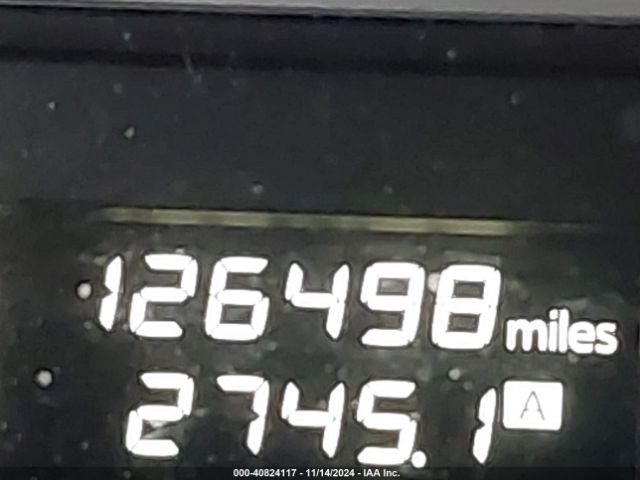 126498 miles
2745.1 A
000-40824117 - 11/14/2024 - IAA Inc.